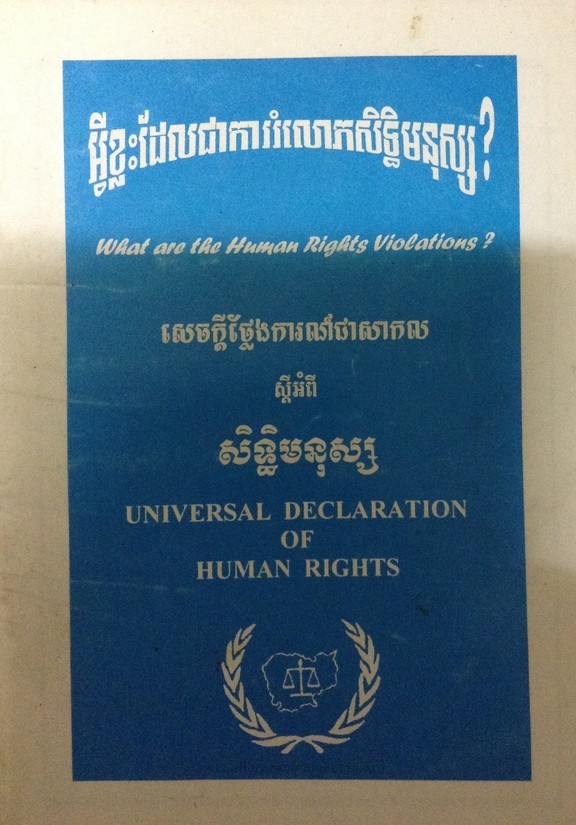 អ្វីខ្លះដែលជាការរំលោភសិទ្ធិមនុស្ស?
What are the Human Rights Violations ?
សេចក្តីថ្លែងការណ៍ជាសាកល
ស្តីអំពី
សិទ្ធិមនុស្ស
UNIVERSAL DECLARATION
OF
HUMAN RIGHTS